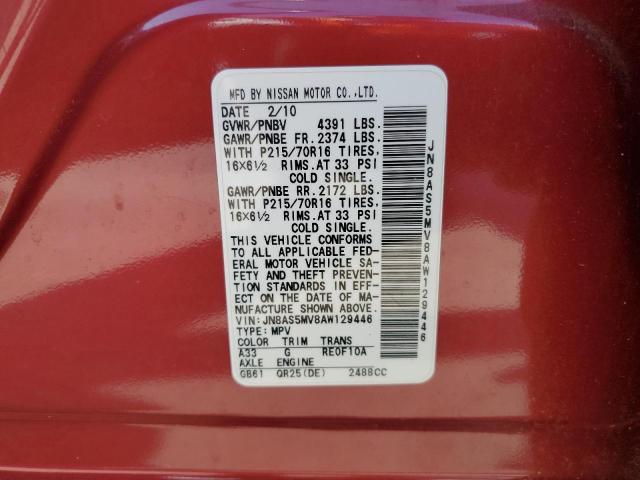 MFD BY NISSAN MOTOR CO.,LTD.
DATE 2/10
GVWR/PNBV 4391 LBS.
GAWR/PNBE FR. 2374 LBS.
WITH P215/70R16 TIRES.
16X6½ RIMS. AT 33 PSI
COLD SINGLE.
GAWR/PNBE RR. 2172 LBS.
WITH P215/70R16 TIRES.
16X6½ RIMS. AT 33 PSI
COLD SINGLE.
THIS VEHICLE CONFORMS
TO ALL APPLICABLE FED-
ERAL MOTOR VEHICLE SA-
FETY AND THEFT PREVEN-
TION STANDARDS IN EFF-
ECT ON THE DATE OF MA-
NUFACTURE SHOWN ABOVE.
VIN: JN8AS5MV8AW129446
TYPE: MPV
COLOR TRIM TRANS
A33 G RE0F10A
AXLE ENGINE
GB61 QR25(DE) 2488CC
JN8AS5MV8AW129446